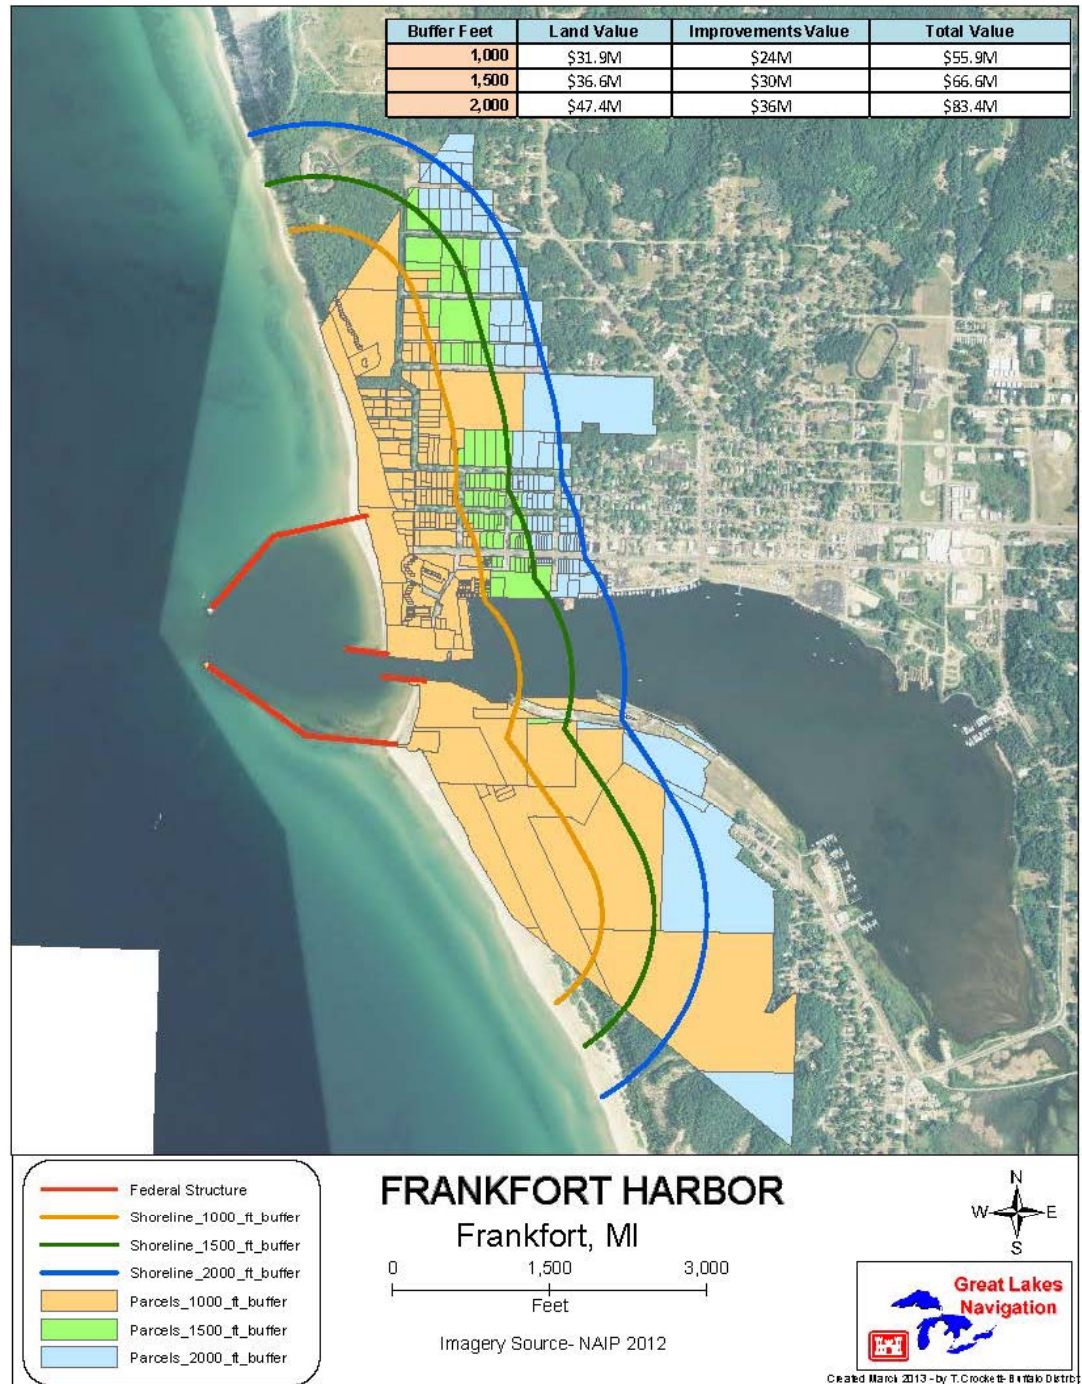 Buffer Feet Land Value Improvements Value Total Value
1,000 $31.9M $24M $55.9M
1,500 $36.6M $30M $66.6M
2,000 $47.4M $36M $83.4M
Federal Structure
Shoreline_1000_ft_buffer
Shoreline_1500_ft_buffer
Shoreline_2000_ft_buffer
Parcels_1000_ft_buffer
Parcels_1500_ft_buffer
Parcels_2000_ft_buffer
FRANKFORT HARBOR
Frankfort, MI
0 1,500 3,000
Feet
Imagery Source- NAIP 2012
N
W E
S
Great Lakes
Navigation
Created March 2013 - by T. Crockett- Buffalo District